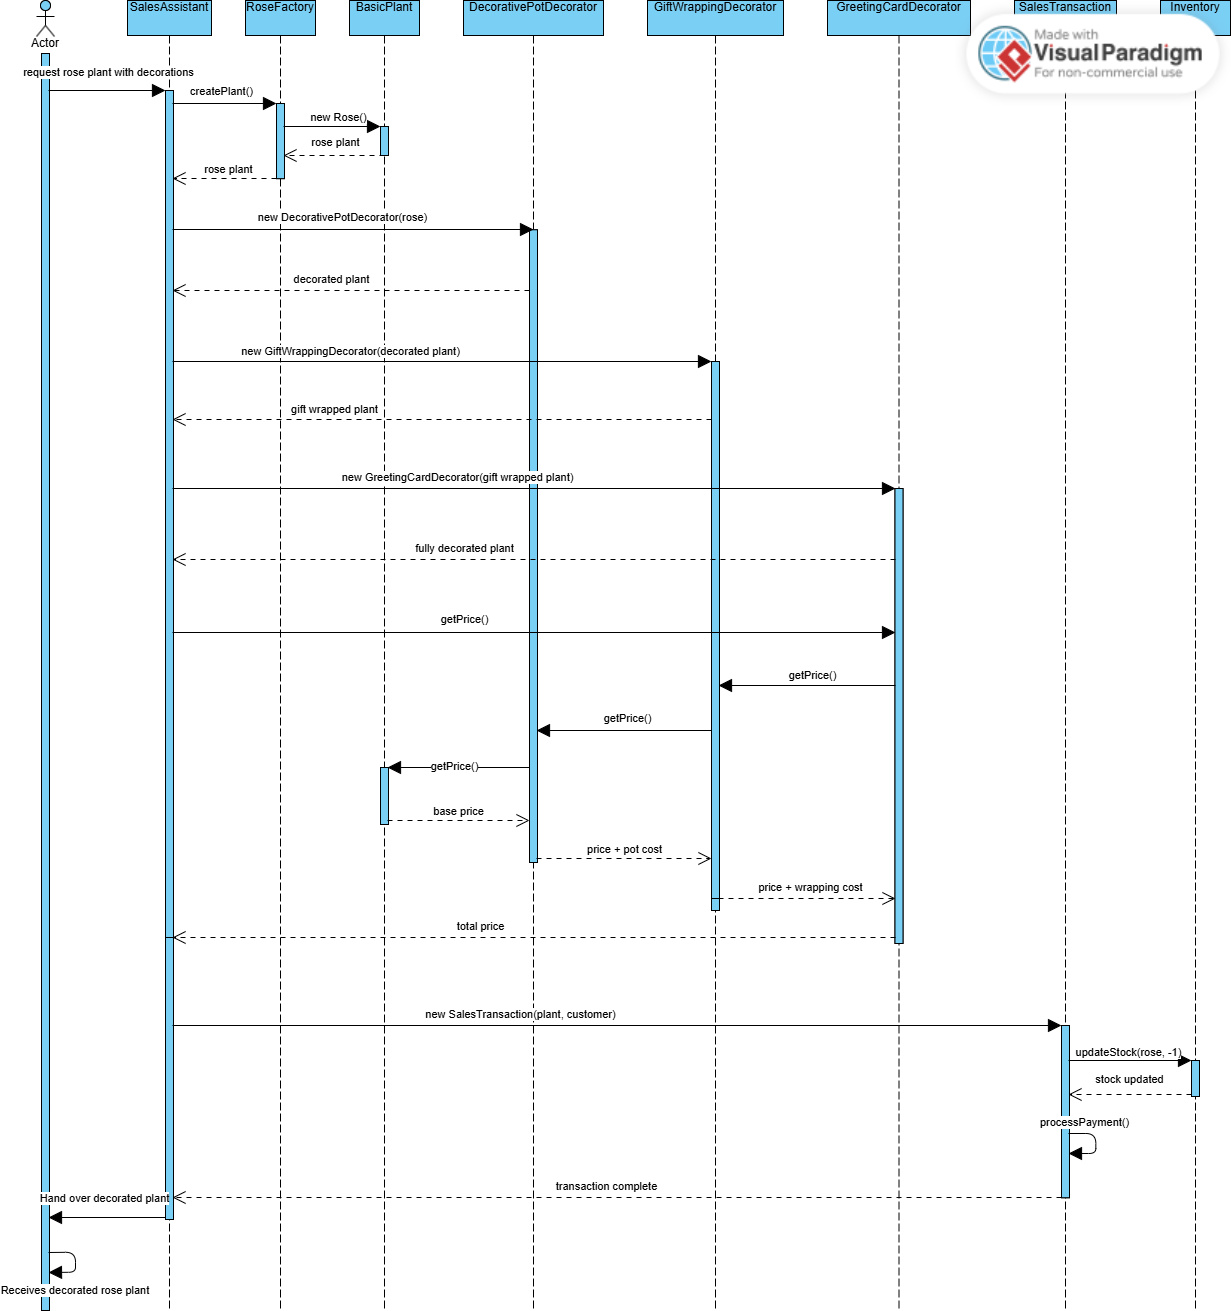 SalesAssistant
RoseFactory
BasicPlant
DecorativePotDecorator
GiftWrappingDecorator
GreetingCardDecorator
SalesTransaction
Inventory
Actor
Made with
Visual Paradigm
For non-commercial use
request rose plant with decorations
createPlant()
new Rose()
rose plant
rose plant
new DecorativePotDecorator(rose)
decorated plant
new GiftWrappingDecorator(decorated plant)
gift wrapped plant
new GreetingCardDecorator(gift wrapped plant)
fully decorated plant
getPrice()
getPrice()
getPrice()
getPrice()
base price
price + pot cost
price + wrapping cost
total price
new SalesTransaction(plant, customer)
updateStock(rose, -1)
stock updated
processPayment()
transaction complete
Hand over decorated plant
Receives decorated rose plant